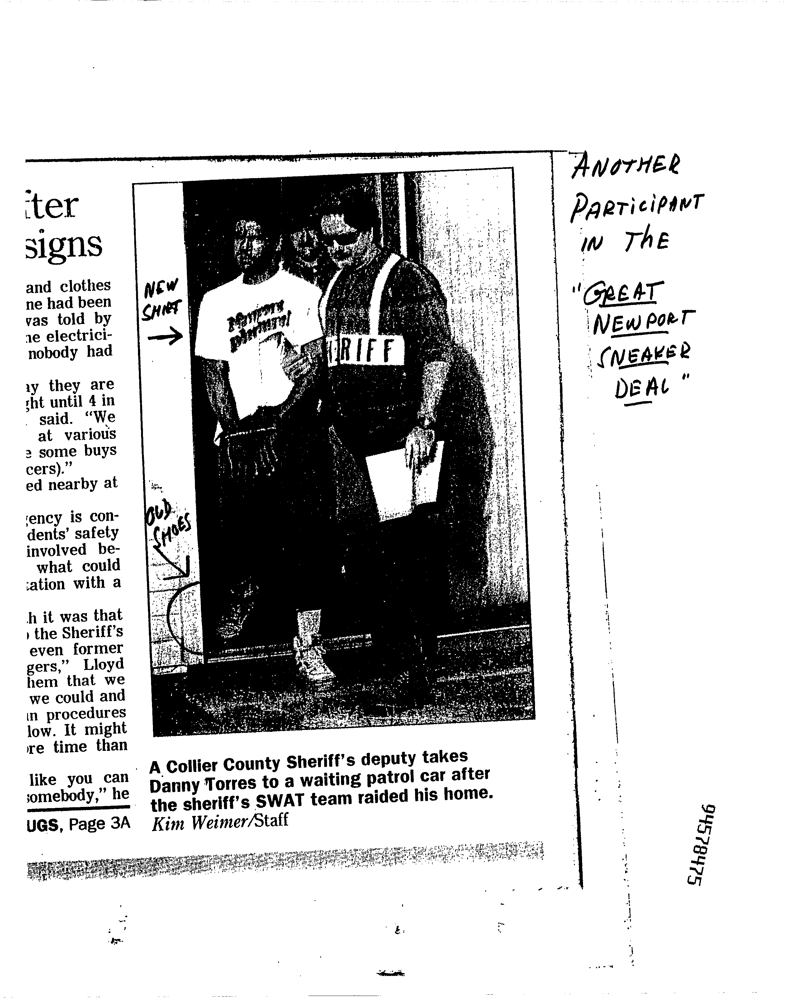 ANOTHER
PARTICIPANT
IN THE
"GREAT
NEWPORT
SNEAKER
DEAL"
:ter
signs
and clothes
ne had been
vas told by
ne electrici-
nobody had
ay they are
ght until 4 in
said. "We
at various
e some buys
cers)."
ed nearby at
gency is con-
dents' safety
involved be-
what could
cation with a
h it was that
o the Sheriff's
even former
gers," Lloyd
hem that we
we could and
in procedures
low. It might
ore time than
like you can
somebody," he
UGS, Page 3A
NEW
SHIRT
RIFF
OLD
SHOES
A Collier County Sheriff's deputy takes
Danny Torres to a waiting patrol car after
the sheriff's SWAT team raided his home.
Kim Weimer/Staff
94578475